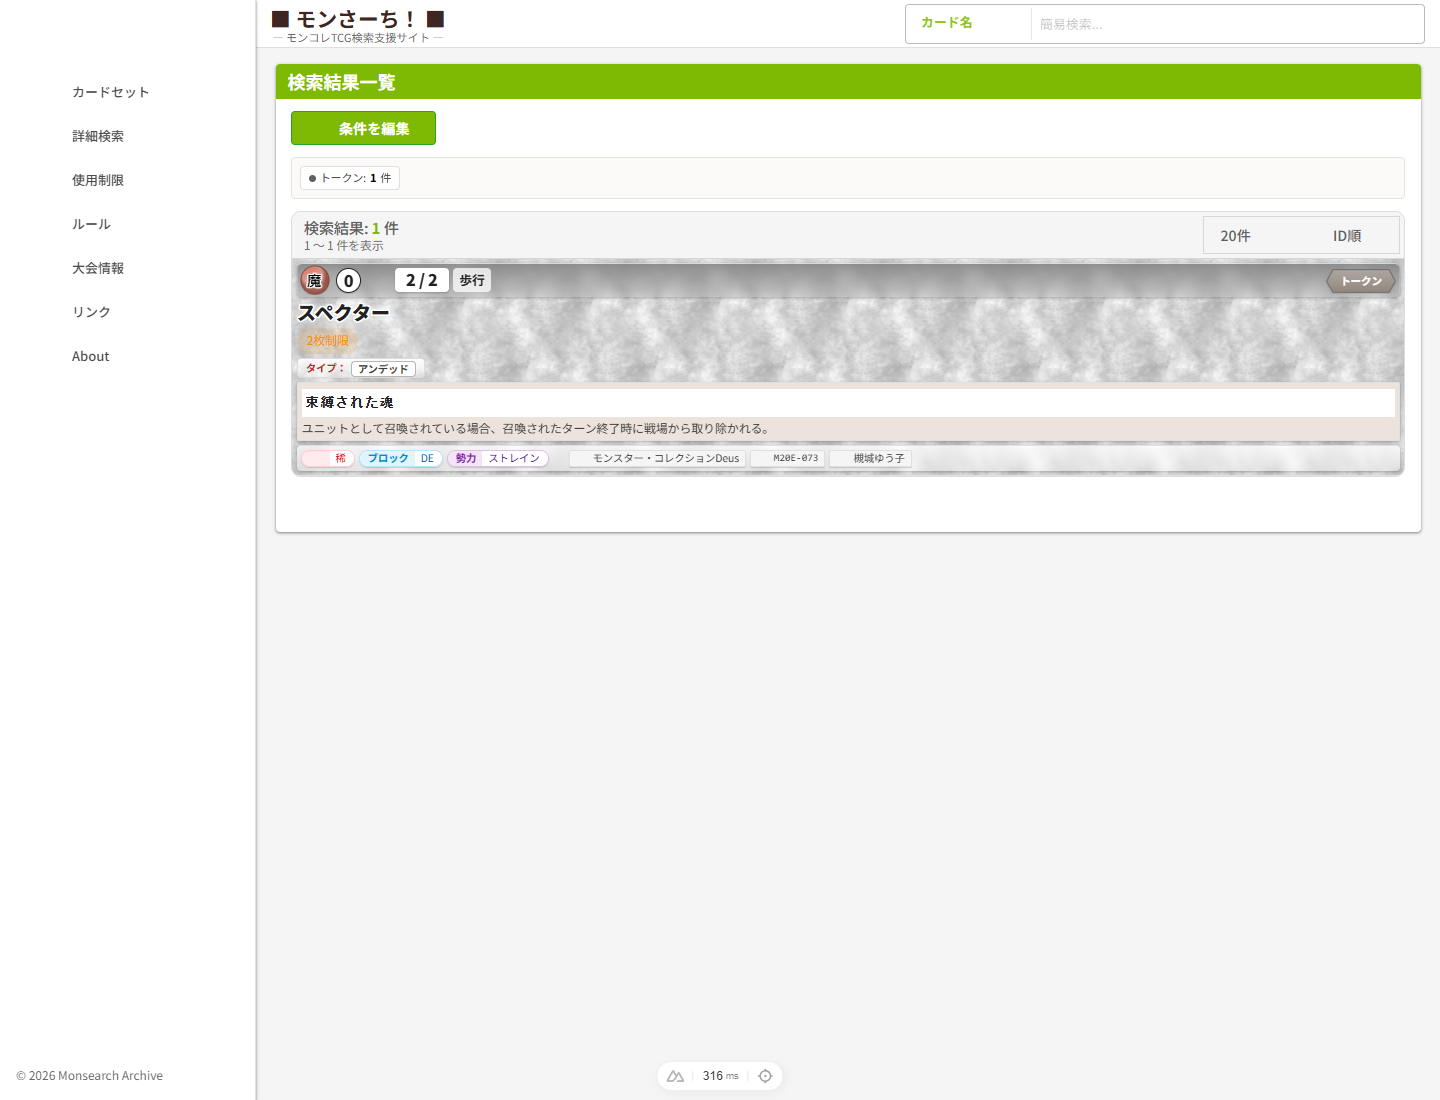 ■ モンさーち！ ■
─ モンコレTCG検索支援サイト ─
カード名
簡易検索...
カードセット
詳細検索
使用制限
ルール
大会情報
リンク
About
検索結果一覧
条件を編集
トークン: 1 件
検索結果: 1 件
1 〜 1 件を表示
20件
ID順
魔 0 2 / 2 歩行
トークン
スペクター
2枚制限
タイプ： アンデッド
束縛された魂
ユニットとして召喚されている場合、召喚されたターン終了時に戦場から取り除かれる。
稀 ブロック DE 勢力 ストレイン モンスター・コレクションDeus M20E-073 槻城ゆう子
© 2026 Monsearch Archive
316 ms